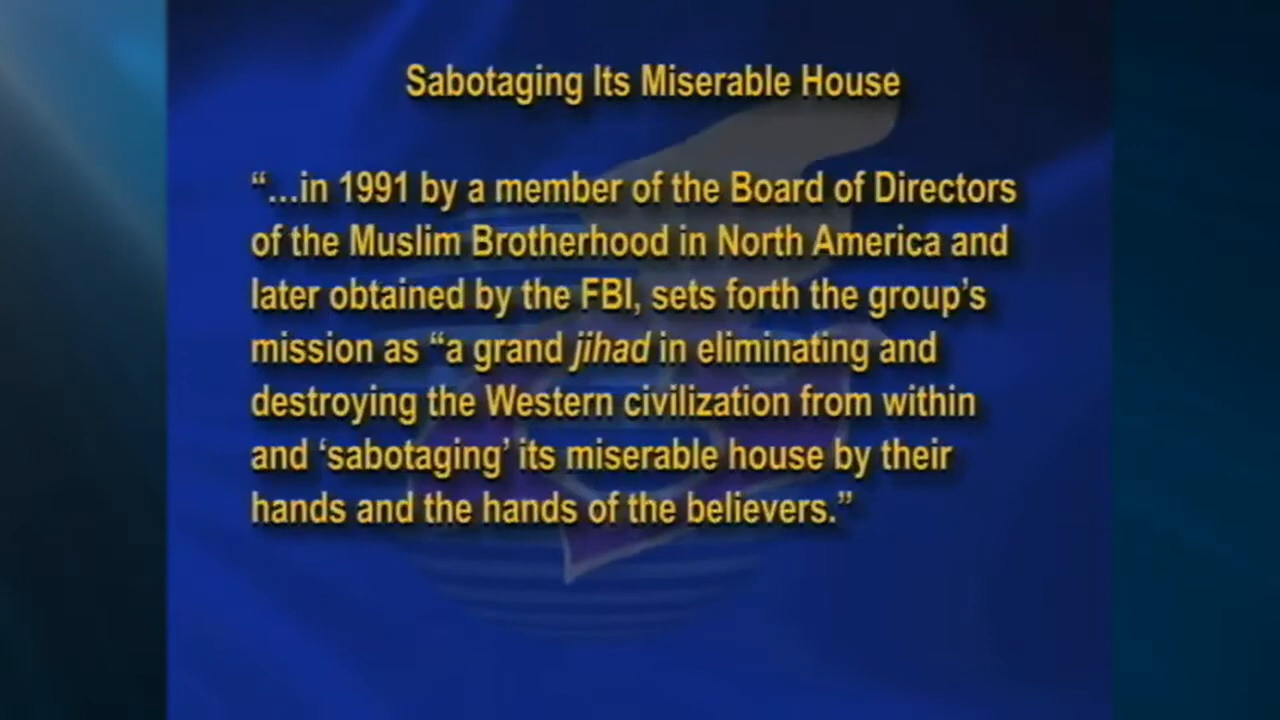 Sabotaging Its Miserable House
“...in 1991 by a member of the Board of Directors
of the Muslim Brotherhood in North America and
later obtained by the FBI, sets forth the group’s
mission as “a grand jihad in eliminating and
destroying the Western civilization from within
and ‘sabotaging’ its miserable house by their
hands and the hands of the believers.”